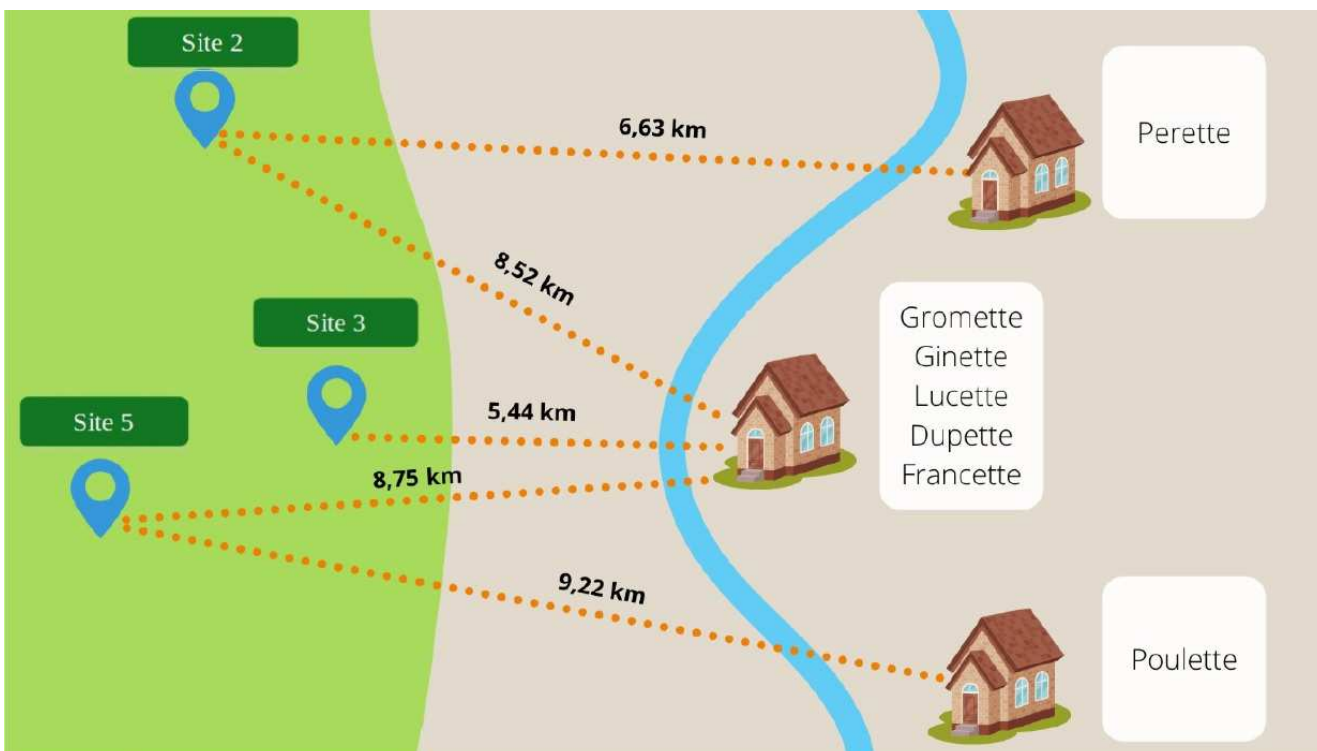 Site 2
6,63 km
Perette
8,52 km
Site 3
Gromette
Ginette
Lucette
Dupette
Francette
5,44 km
Site 5
8,75 km
9,22 km
Poulette